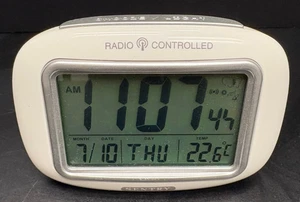 RADIO CONTROLLED
AM 11:07 44
MONTH DATE DAY TEMP
7/10 THU 22.6°C